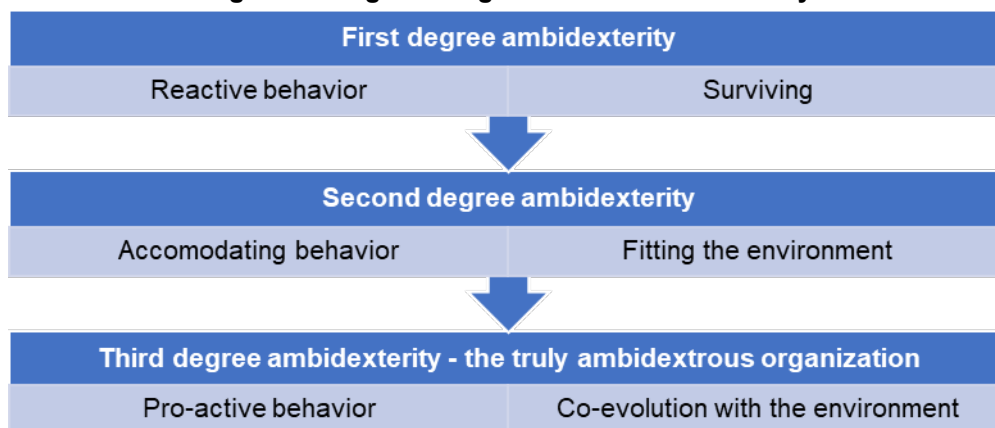 First degree ambidexterity
Reactive behavior Surviving
Second degree ambidexterity
Accomodating behavior Fitting the environment
Third degree ambidexterity - the truly ambidextrous organization
Pro-active behavior Co-evolution with the environment